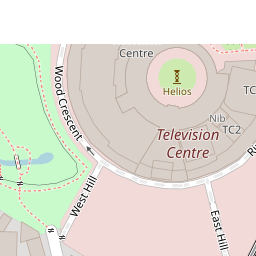 Centre
Helios
TC
Wood Crescent
Nib
TC2
Television
Centre
West Hill
East Hill